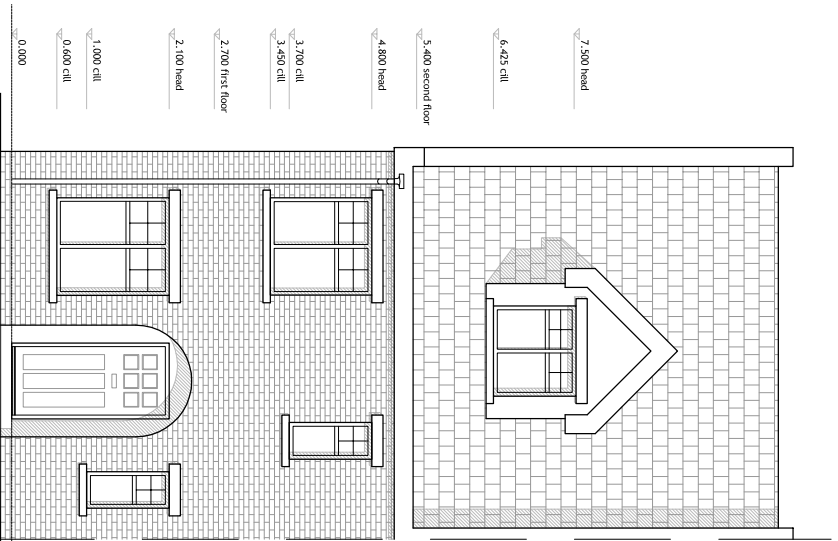 0.000
0.600 cill
1.000 cill
2.100 head
2.700 first floor
3.450 cill
3.700 cill
4.800 head
5.400 second floor
6.425 cill
7.500 head